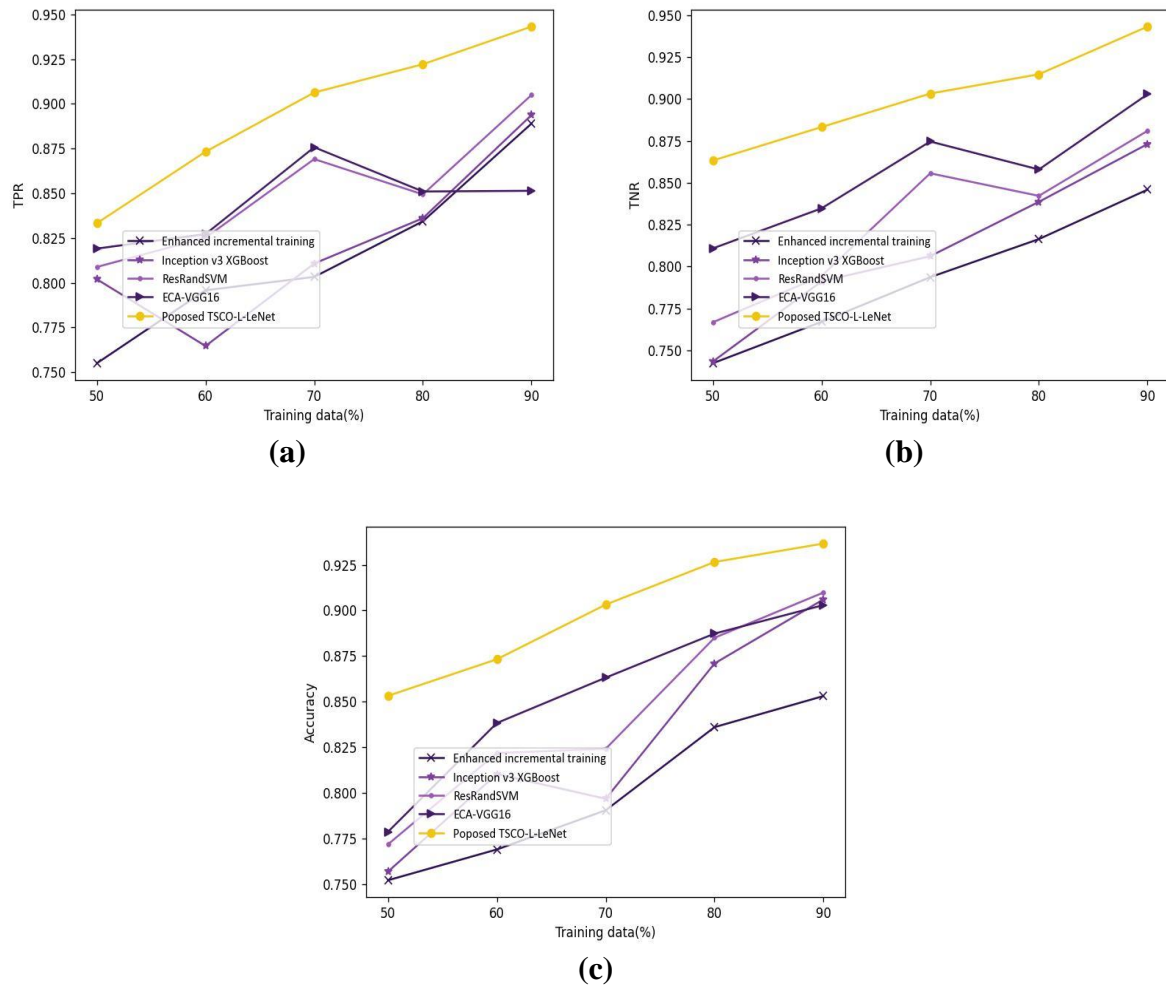 0.950
0.925
0.900
0.875
0.850
0.825
0.800
0.775
0.750
TPR
Enhanced incremental training
Inception v3 XGBoost
ResRandSVM
ECA-VGG16
Poposed TSCO-L-LeNet
50 60 70 80 90
Training data(%)
(a)
0.950
0.925
0.900
0.875
0.850
0.825
0.800
0.775
0.750
TNR
Enhanced incremental training
Inception v3 XGBoost
ResRandSVM
ECA-VGG16
Poposed TSCO-L-LeNet
50 60 70 80 90
Training data(%)
(b)
0.925
0.900
0.875
0.850
0.825
0.800
0.775
0.750
Accuracy
Enhanced incremental training
Inception v3 XGBoost
ResRandSVM
ECA-VGG16
Poposed TSCO-L-LeNet
50 60 70 80 90
Training data(%)
(c)